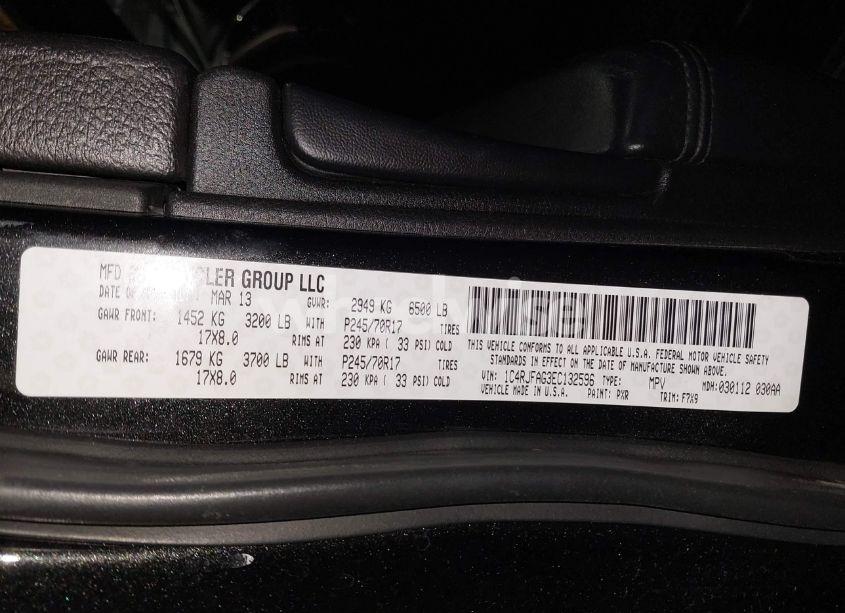 MFD LER GROUP LLC
DATE OF MAR 13 GVWR: 2949 KG 6500 LB
GAWR FRONT: 1452 KG 3200 LB WITH P245/70R17 TIRES
17X8.0 RIMS AT 230 KPA ( 33 PSI) COLD
GAWR REAR: 1679 KG 3700 LB WITH P245/70R17 TIRES
17X8.0 RIMS AT 230 KPA ( 33 PSI) COLD
THIS VEHICLE CONFORMS TO ALL APPLICABLE U.S.A. FEDERAL MOTOR VEHICLE SAFETY
STANDARDS IN EFFECT ON THE DATE OF MANUFACTURE SHOWN ABOVE.
VIN: 1C4RJFAG3EC132596 TYPE: MPV MDH: 030112 030AA
VEHICLE MADE IN U.S.A. PAINT: PXR TRIM: F7X9